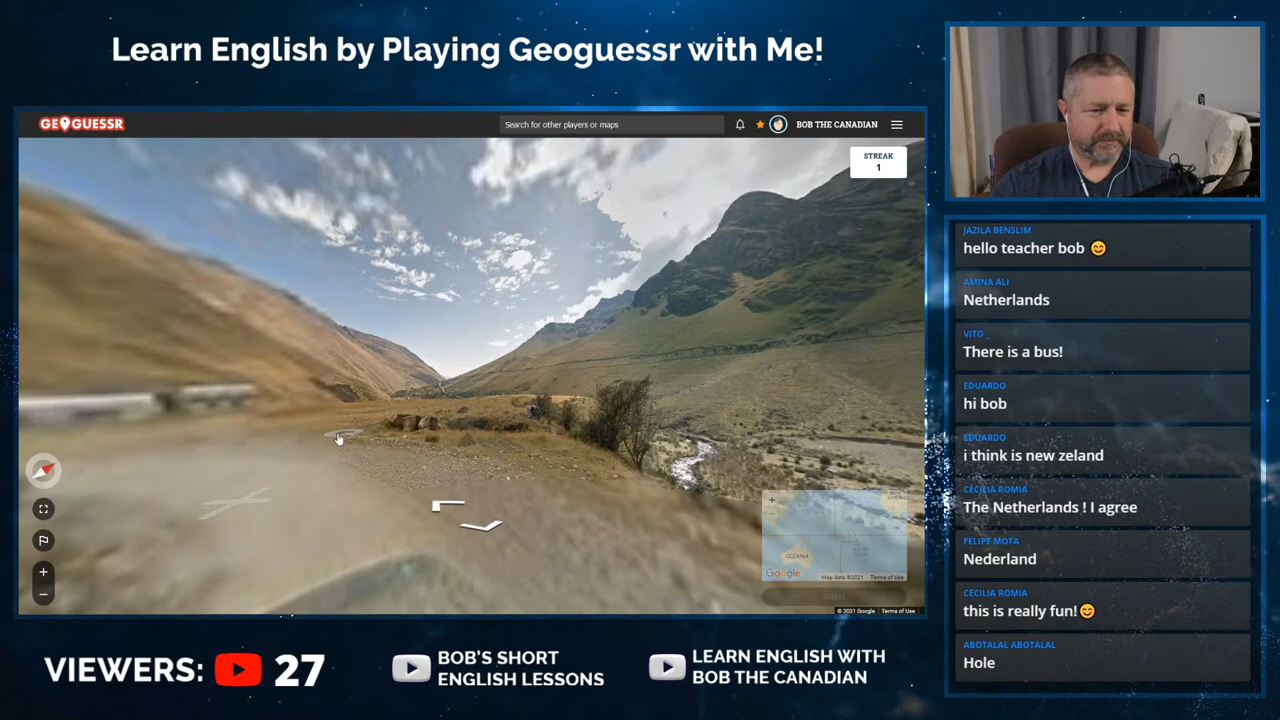 Learn English by Playing Geoguessr with Me!
GEOGUESSR
Search for other players or maps
BOB THE CANADIAN
STREAK
1
JAZILA BENSLIM
hello teacher bob 😊
AMINA ALI
Netherlands
VITO _
There is a bus!
EDUARDO
hi bob
EDUARDO
i think is new zeland
CECILIA ROMIA
The Netherlands ! I agree
FELIPE MOTA
Nederland
CECILIA ROMIA
this is really fun!😊
ABOTALAL ABOTALAL
Hole
OCEANIA
Google
Map data ©2021
Terms of Use
GUESS
© 2021 Google
Terms of Use
VIEWERS:
27
BOB'S SHORT
ENGLISH LESSONS
LEARN ENGLISH WITH
BOB THE CANADIAN